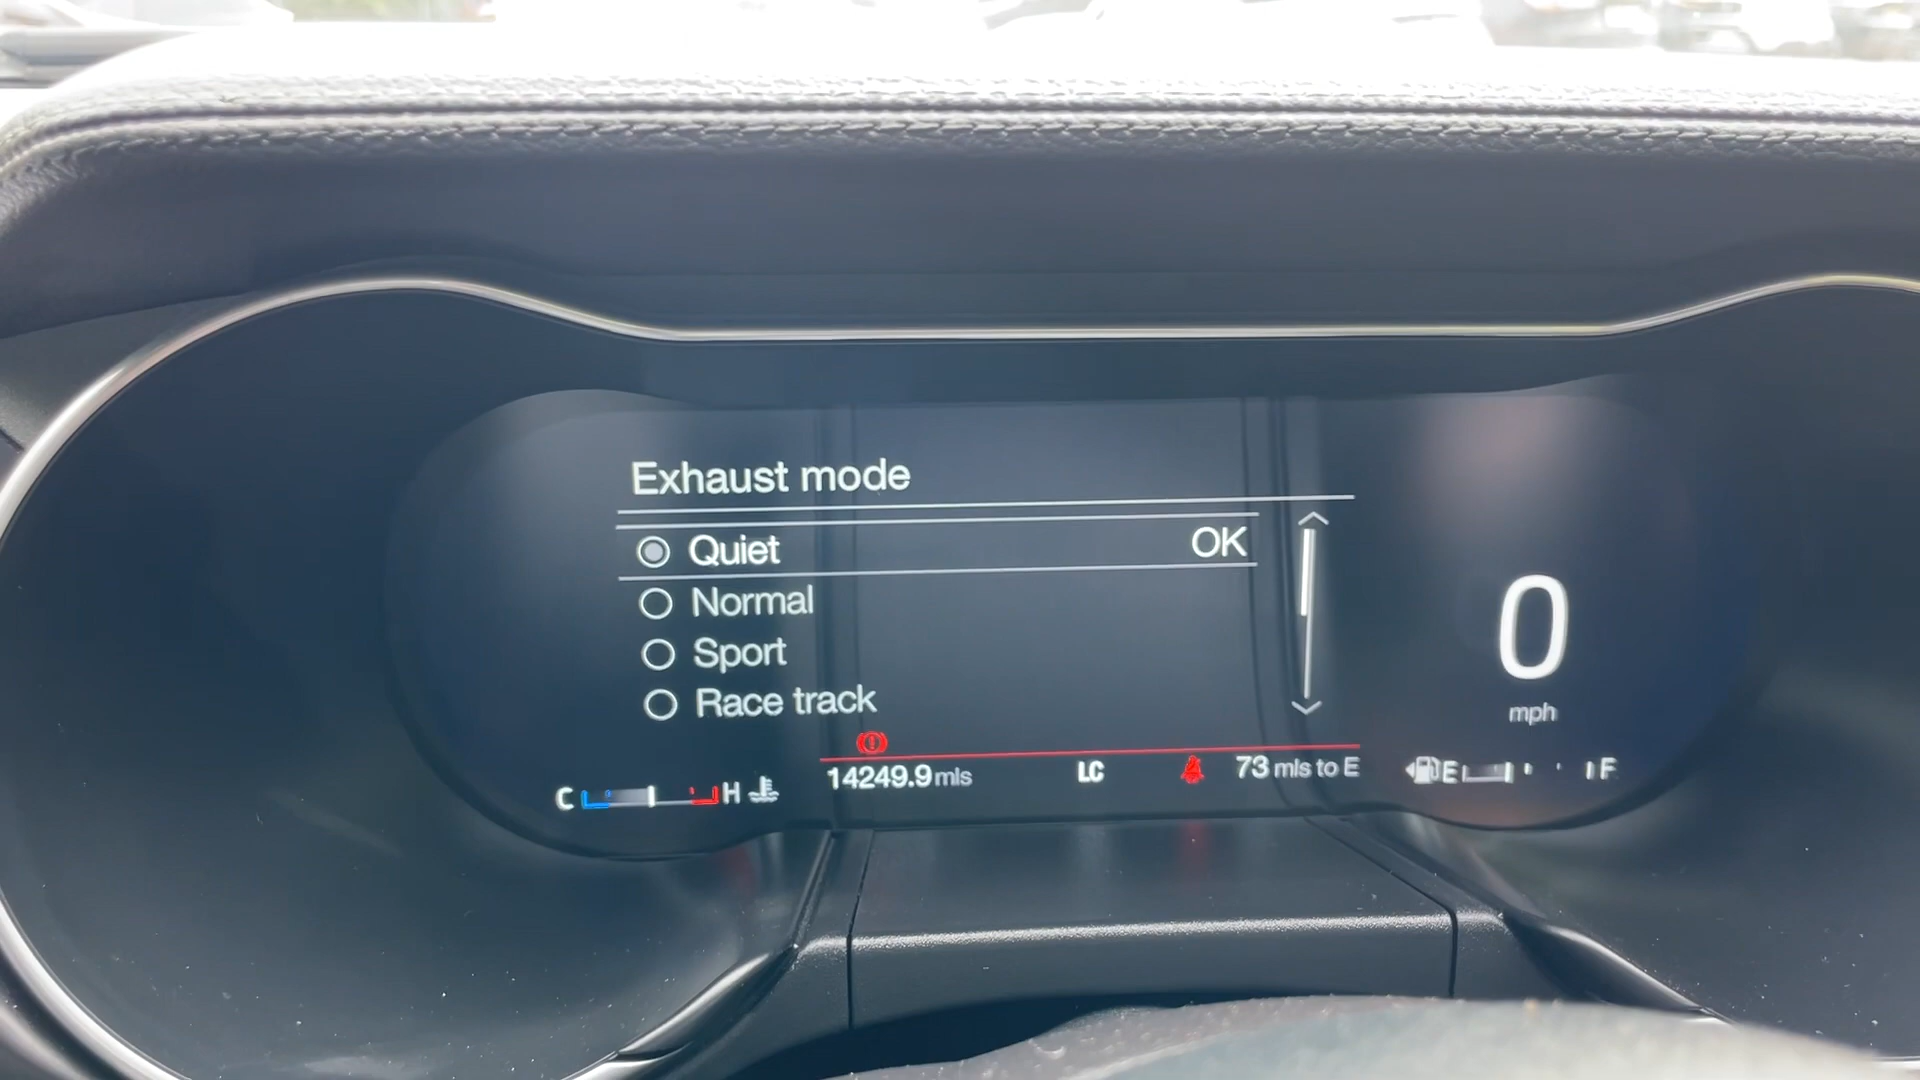 Exhaust mode
Quiet OK
Normal
Sport
Race track
0
mph
C H
14249.9 mls LC 73 mls to E
E F